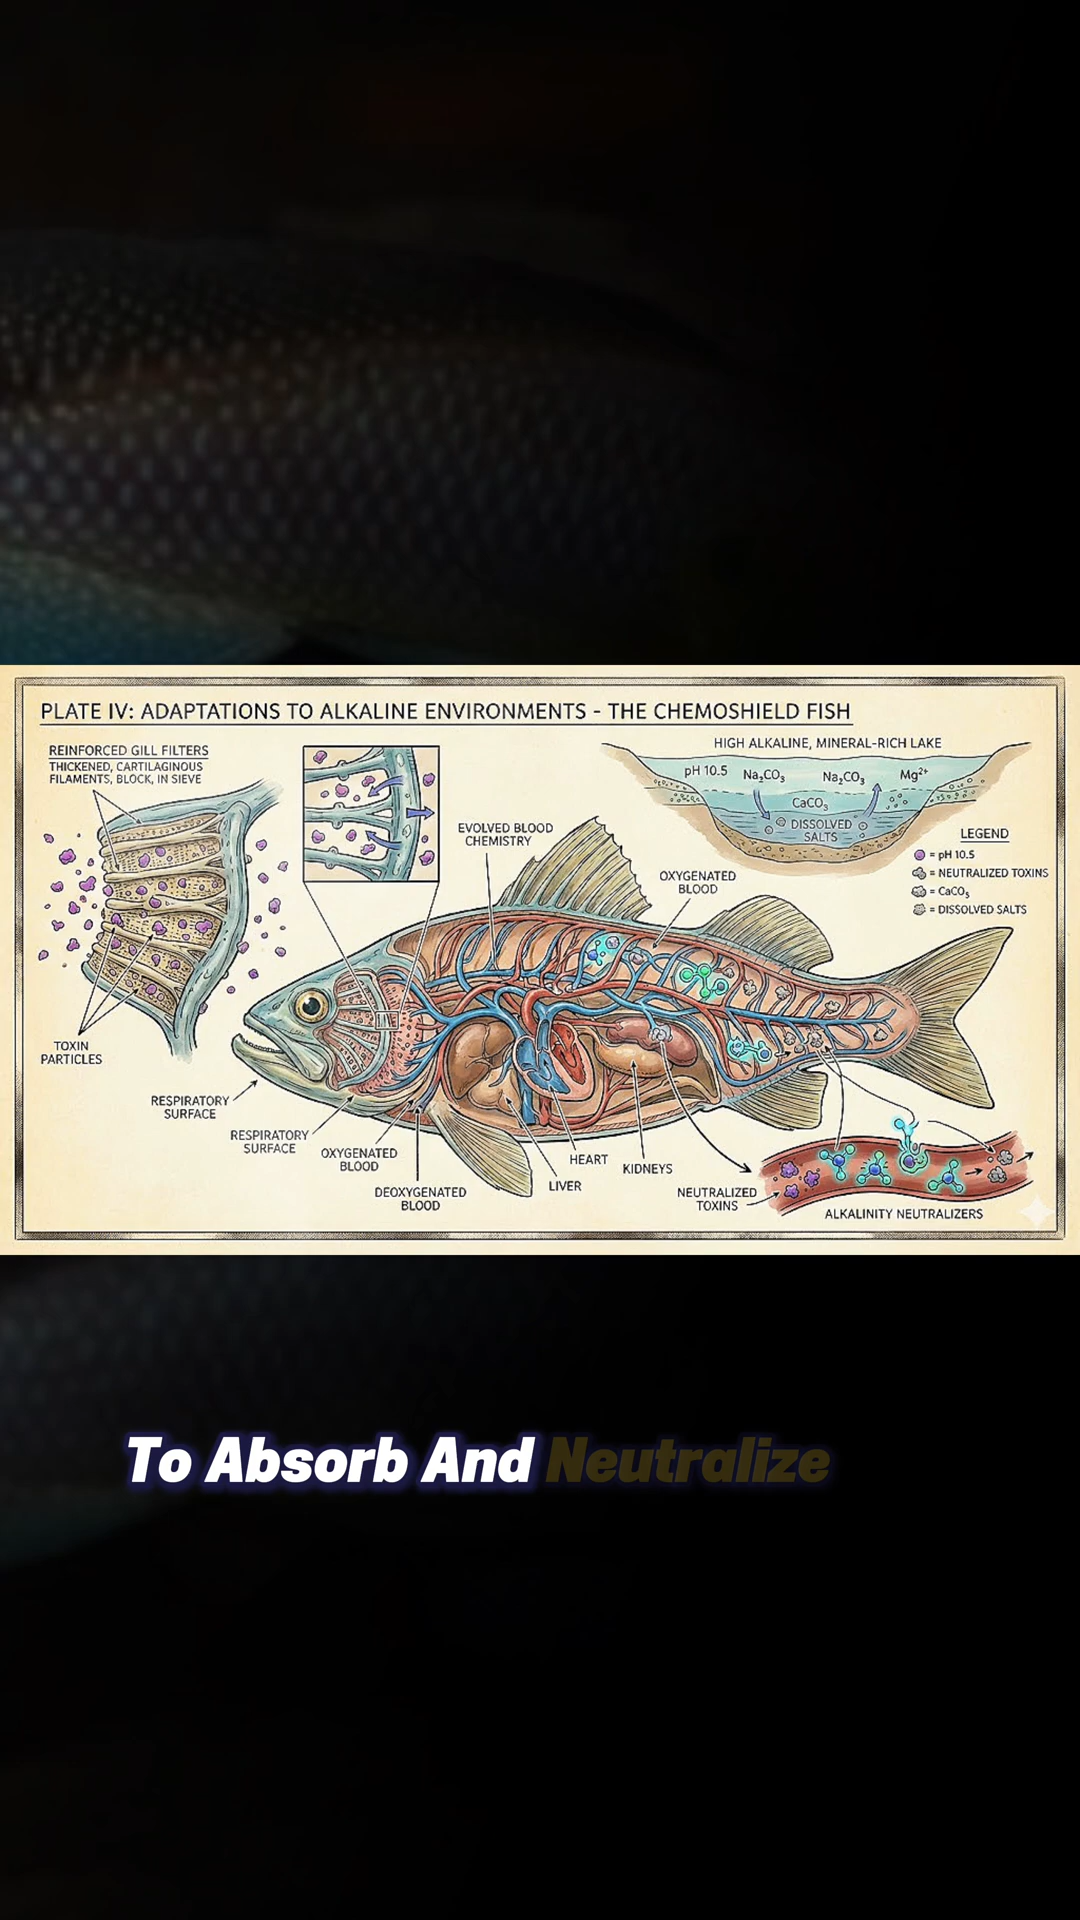 PLATE IV: ADAPTATIONS TO ALKALINE ENVIRONMENTS - THE CHEMOSHIELD FISH
REINFORCED GILL FILTERS
THICKENED, CARTILAGINOUS
FILAMENTS, BLOCK, IN SIEVE
TOXIN
PARTICLES
EVOLVED BLOOD
CHEMISTRY
HIGH ALKALINE, MINERAL-RICH LAKE
pH 10.5
Na₂CO₃
Na₂CO₃
Mg²⁺
CaCO₃
DISSOLVED
SALTS
LEGEND
= pH 10.5
= NEUTRALIZED TOXINS
= CaCO₃
= DISSOLVED SALTS
OXYGENATED
BLOOD
RESPIRATORY
SURFACE
RESPIRATORY
SURFACE
OXYGENATED
BLOOD
DEOXYGENATED
BLOOD
HEART
LIVER
KIDNEYS
NEUTRALIZED
TOXINS
ALKALINITY NEUTRALIZERS
To Absorb And Neutralize